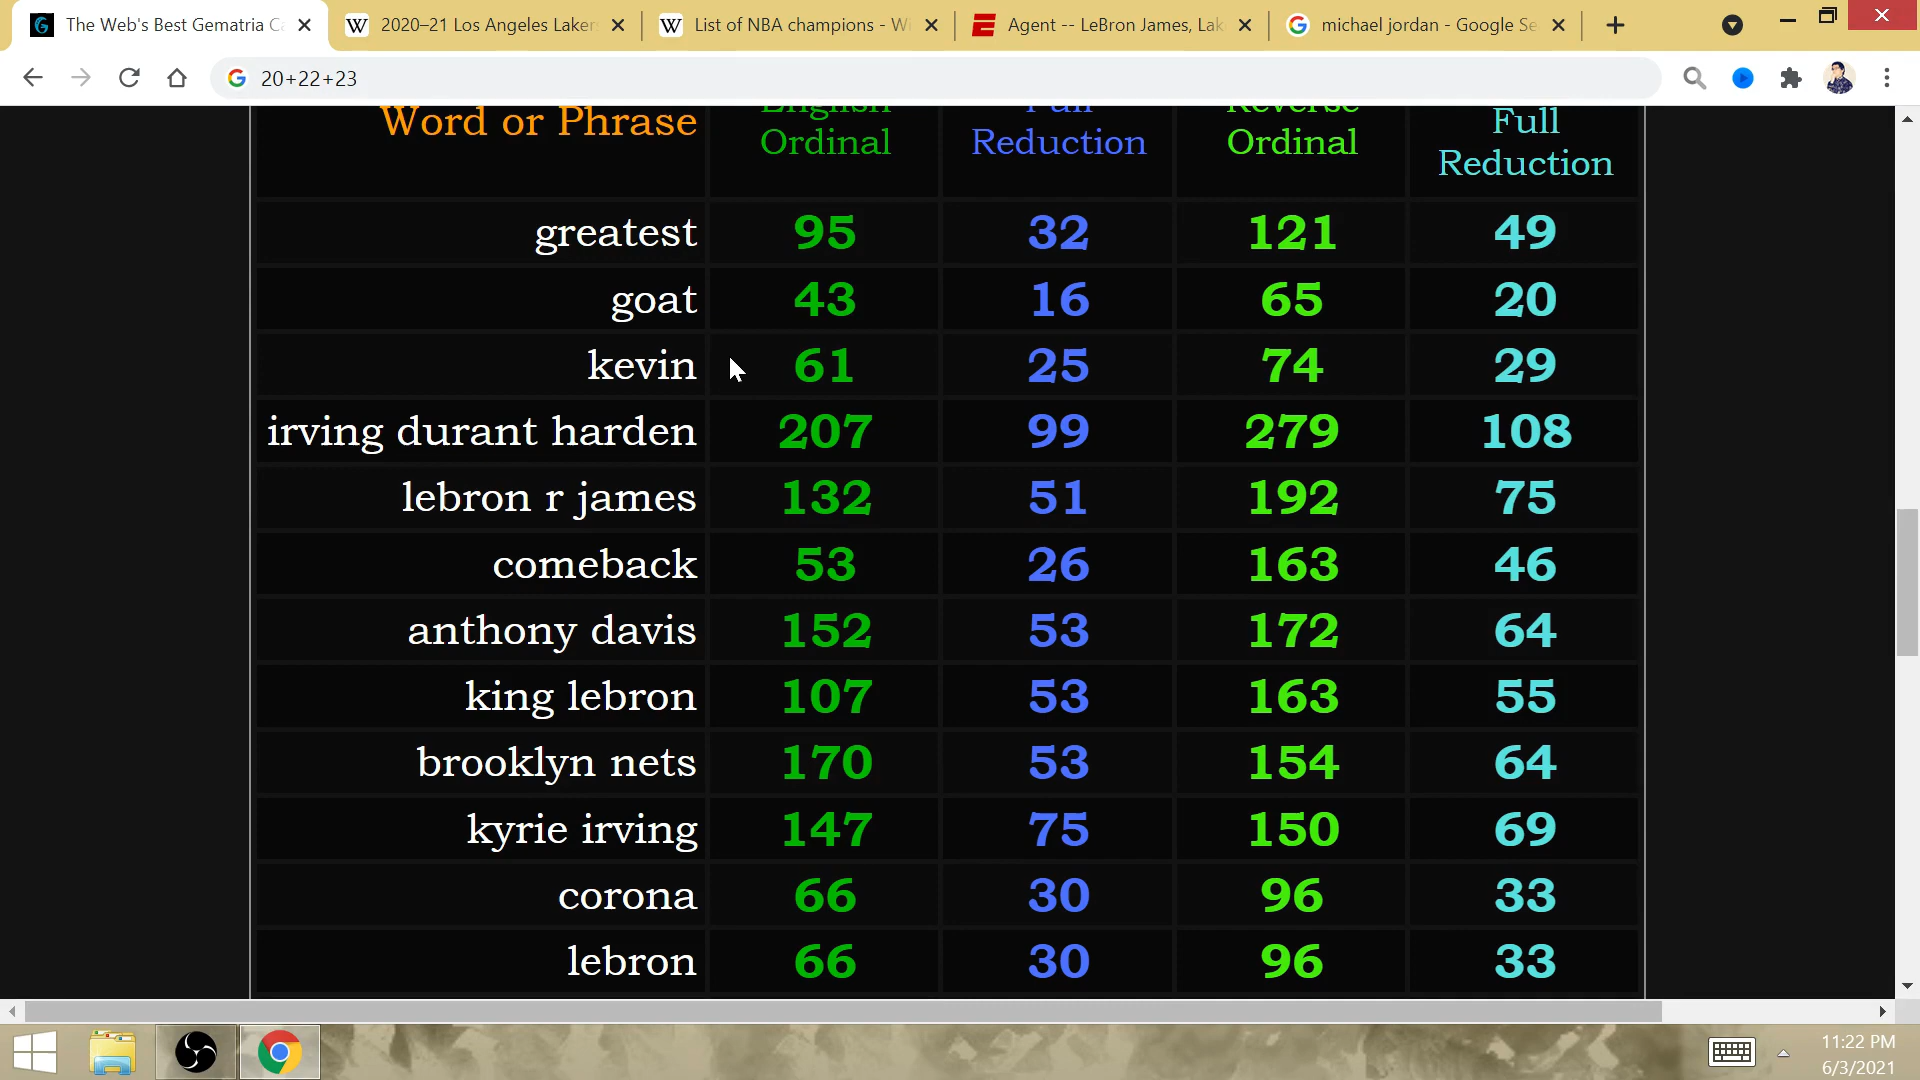 The Web's Best Gematria Ca
2020–21 Los Angeles Laker
List of NBA champions - Wi
Agent -- LeBron James, Lak
michael jordan - Google Se
20+22+23
Word or Phrase
English Ordinal
Full Reduction
Reverse Ordinal
Full Reduction
greatest 95 32 121 49
goat 43 16 65 20
kevin 61 25 74 29
irving durant harden 207 99 279 108
lebron r james 132 51 192 75
comeback 53 26 163 46
anthony davis 152 53 172 64
king lebron 107 53 163 55
brooklyn nets 170 53 154 64
kyrie irving 147 75 150 69
corona 66 30 96 33
lebron 66 30 96 33
11:22 PM
6/3/2021